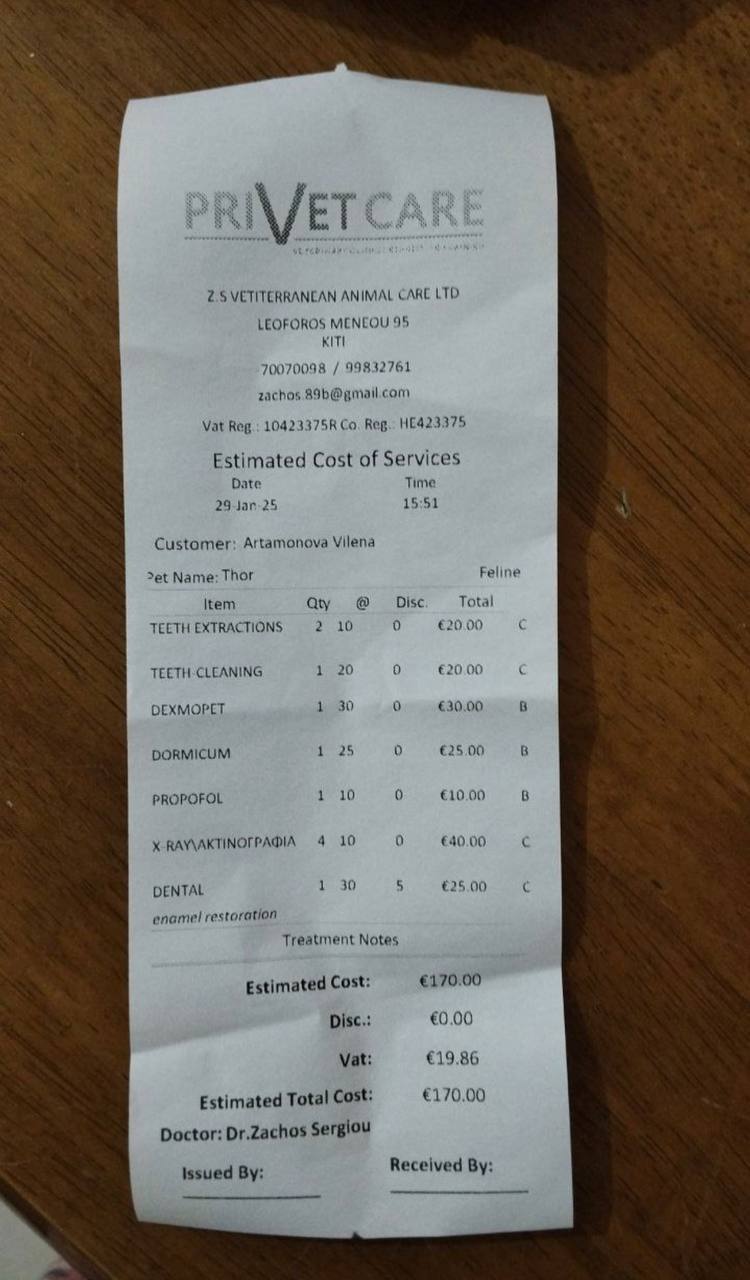 PRIVET CARE
Z.S VETITERRANEAN ANIMAL CARE LTD
LEOFOROS MENEOU 95
KITI
70070098 / 99832761
zachos.89b@gmail.com
Vat Reg.: 10423375R Co. Reg.: HE423375
Estimated Cost of Services
Date Time
29-Jan-25 15:51
Customer: Artamonova Vilena
Pet Name: Thor Feline
Item Qty @ Disc. Total
TEETH EXTRACTIONS 2 10 0 €20.00 C
TEETH CLEANING 1 20 0 €20.00 C
DEXMOPET 1 30 0 €30.00 B
DORMICUM 1 25 0 €25.00 B
PROPOFOL 1 10 0 €10.00 B
X-RAY\ΑΚΤΙΝΟΓΡΑΦΙΑ 4 10 0 €40.00 C
DENTAL 1 30 5 €25.00 C
enamel restoration
Treatment Notes
Estimated Cost: €170.00
Disc.: €0.00
Vat: €19.86
Estimated Total Cost: €170.00
Doctor: Dr.Zachos Sergiou
Issued By: Received By: